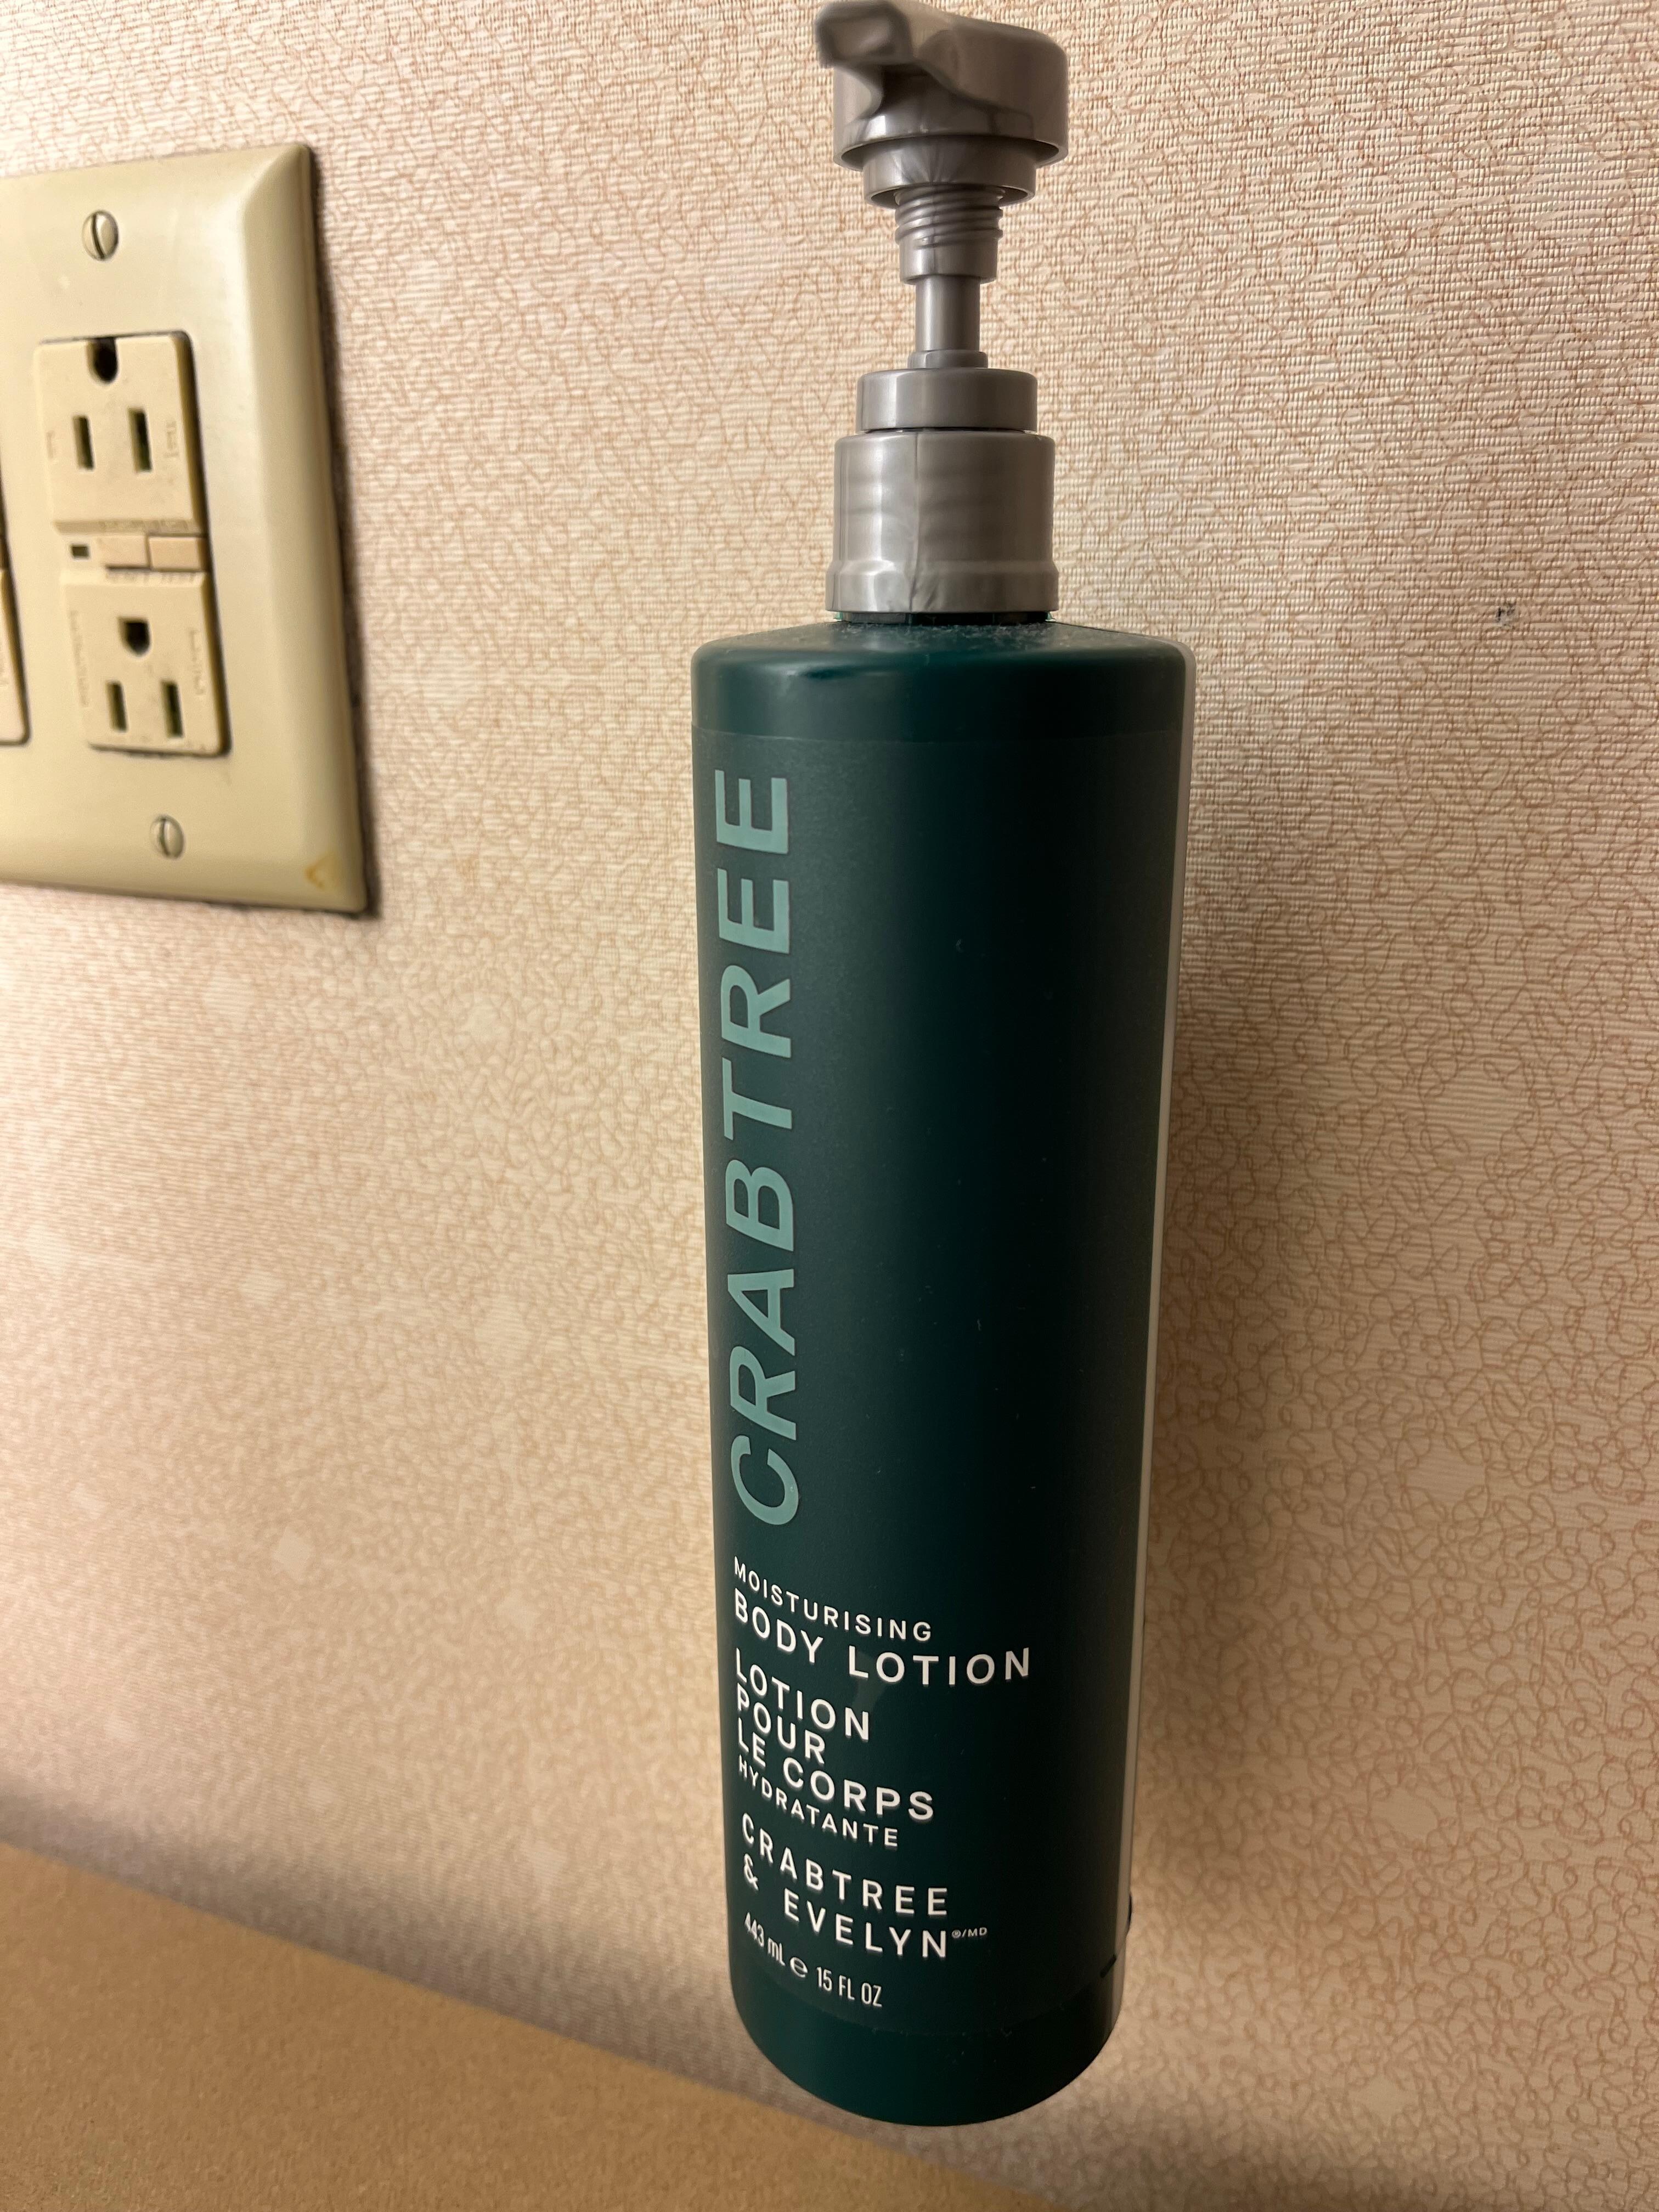 CRABTREE
MOISTURISING
BODY LOTION
LOTION
POUR
LE CORPS
HYDRATANTE
CRABTREE
& EVELYN®/MD
443 mL ℮ 15 FL OZ